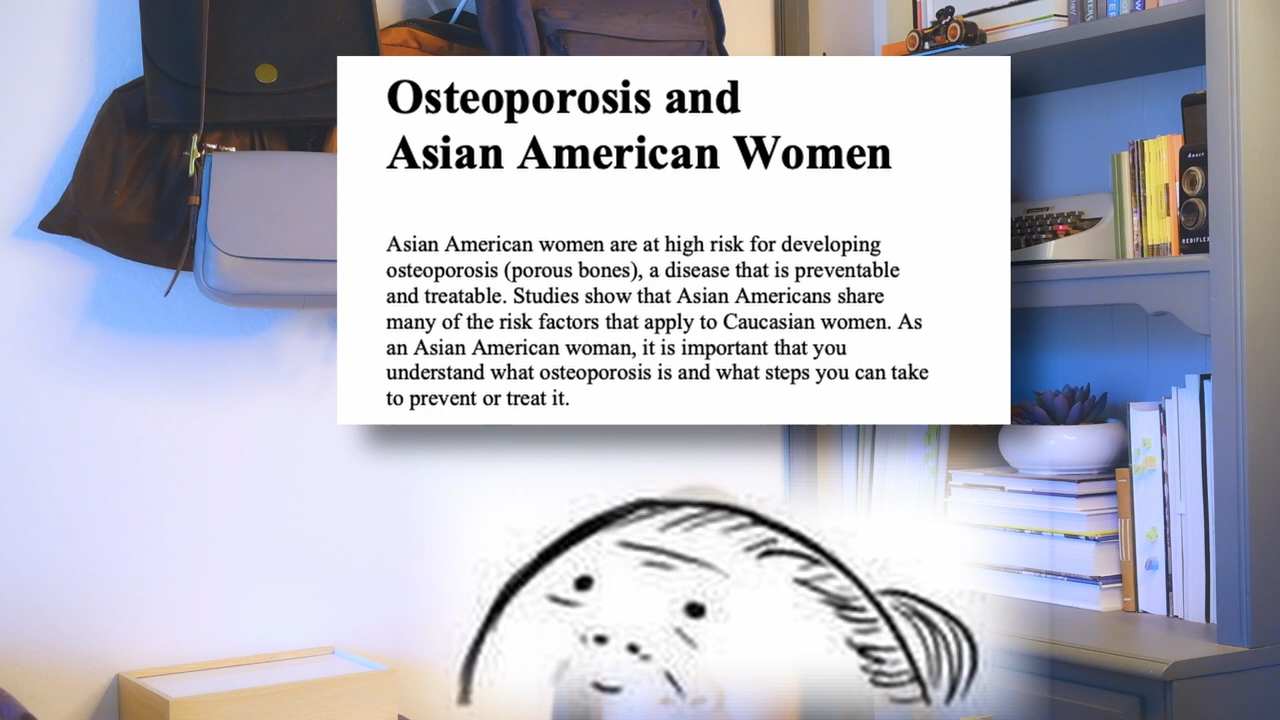 Osteoporosis and
Asian American Women
Asian American women are at high risk for developing
osteoporosis (porous bones), a disease that is preventable
and treatable. Studies show that Asian Americans share
many of the risk factors that apply to Caucasian women. As
an Asian American woman, it is important that you
understand what osteoporosis is and what steps you can take
to prevent or treat it.
REDIFLEX